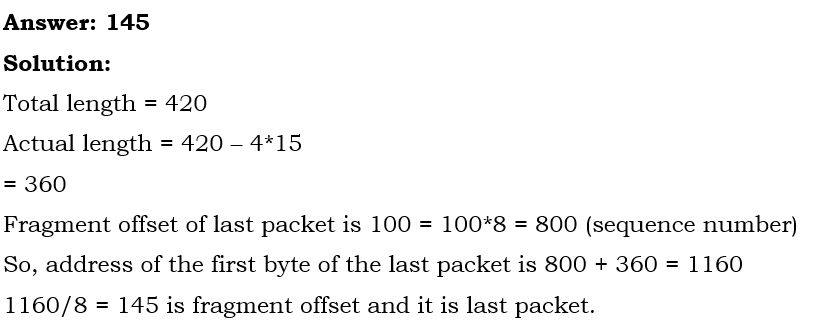 Answer: 145
Solution:
Total length = 420
Actual length = 420 – 4*15
= 360
Fragment offset of last packet is 100 = 100*8 = 800 (sequence number)
So, address of the first byte of the last packet is 800 + 360 = 1160
1160/8 = 145 is fragment offset and it is last packet.